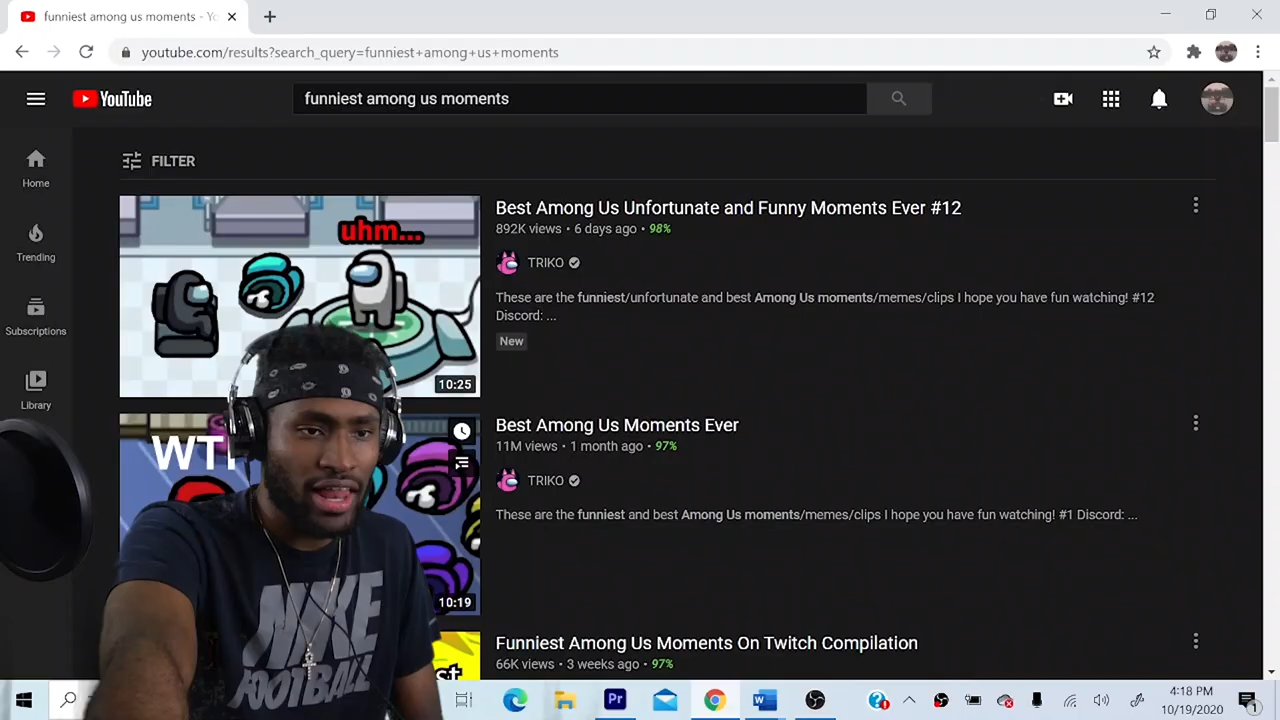 funniest among us moments - Yo
youtube.com/results?search_query=funniest+among+us+moments
YouTube
funniest among us moments
Home
Trending
Subscriptions
Library
FILTER
uhm...
10:25
Best Among Us Unfortunate and Funny Moments Ever #12
892K views • 6 days ago • 98%
TRIKO
These are the funniest/unfortunate and best Among Us moments/memes/clips I hope you have fun watching! #12
Discord: ...
New
WTF
10:19
Best Among Us Moments Ever
11M views • 1 month ago • 97%
TRIKO
These are the funniest and best Among Us moments/memes/clips I hope you have fun watching! #1 Discord: ...
Funniest Among Us Moments On Twitch Compilation
66K views • 3 weeks ago • 97%
NIKE
FOOTBALL
Pr
4:18 PM
10/19/2020
1